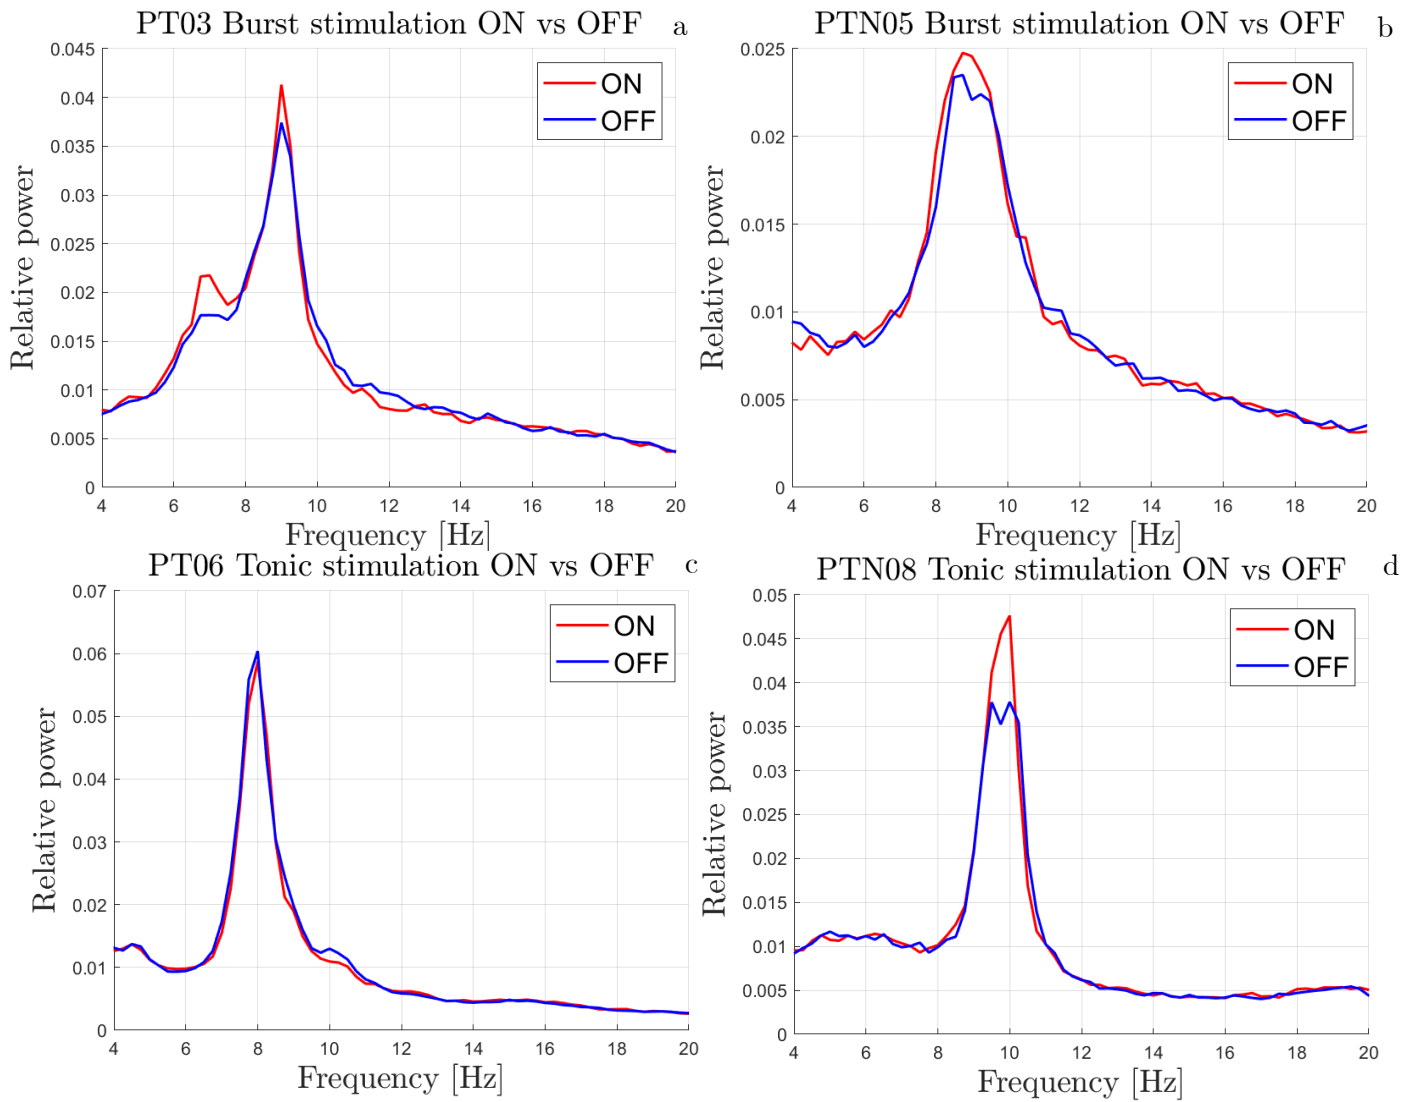 PT03 Burst stimulation ON vs OFF a
0.045
0.04
0.035
0.03
0.025
0.02
0.015
0.01
0.005
0
Relative power
ON
OFF
4 6 8 10 12 14 16 18 20
Frequency [Hz]
PTN05 Burst stimulation ON vs OFF b
0.025
0.02
0.015
0.01
0.005
0
Relative power
ON
OFF
4 6 8 10 12 14 16 18 20
Frequency [Hz]
PT06 Tonic stimulation ON vs OFF c
0.07
0.06
0.05
0.04
0.03
0.02
0.01
0
Relative power
ON
OFF
4 6 8 10 12 14 16 18 20
Frequency [Hz]
PTN08 Tonic stimulation ON vs OFF d
0.05
0.045
0.04
0.035
0.03
0.025
0.02
0.015
0.01
0.005
0
Relative power
ON
OFF
4 6 8 10 12 14 16 18 20
Frequency [Hz]